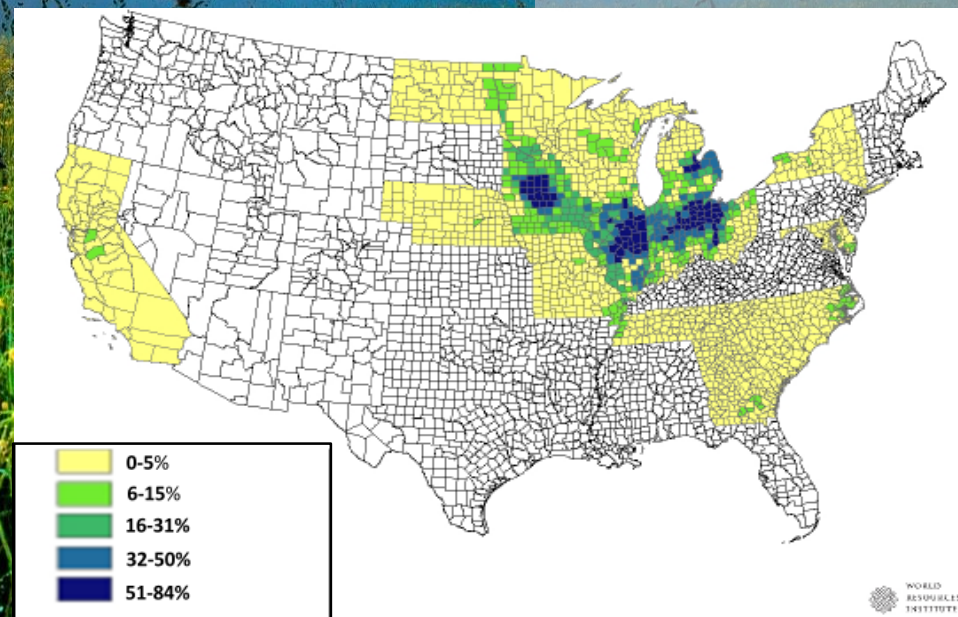 0-5%
6-15%
16-31%
32-50%
51-84%
WORLD
RESOURCES
INSTITUTE